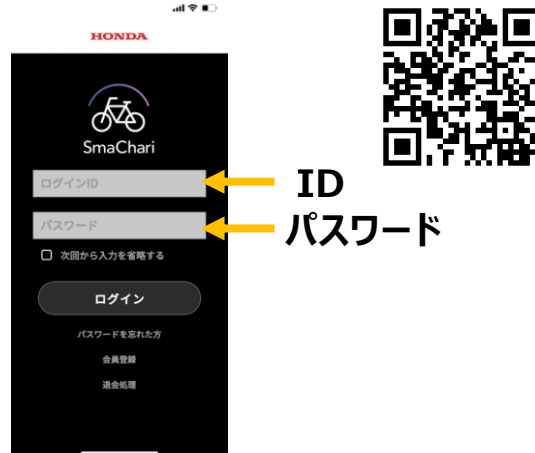 HONDA
SmaChari
ログインID
ID
パスワード
パスワード
次回から入力を省略する
ログイン
パスワードを忘れた方
会員登録
退会処理